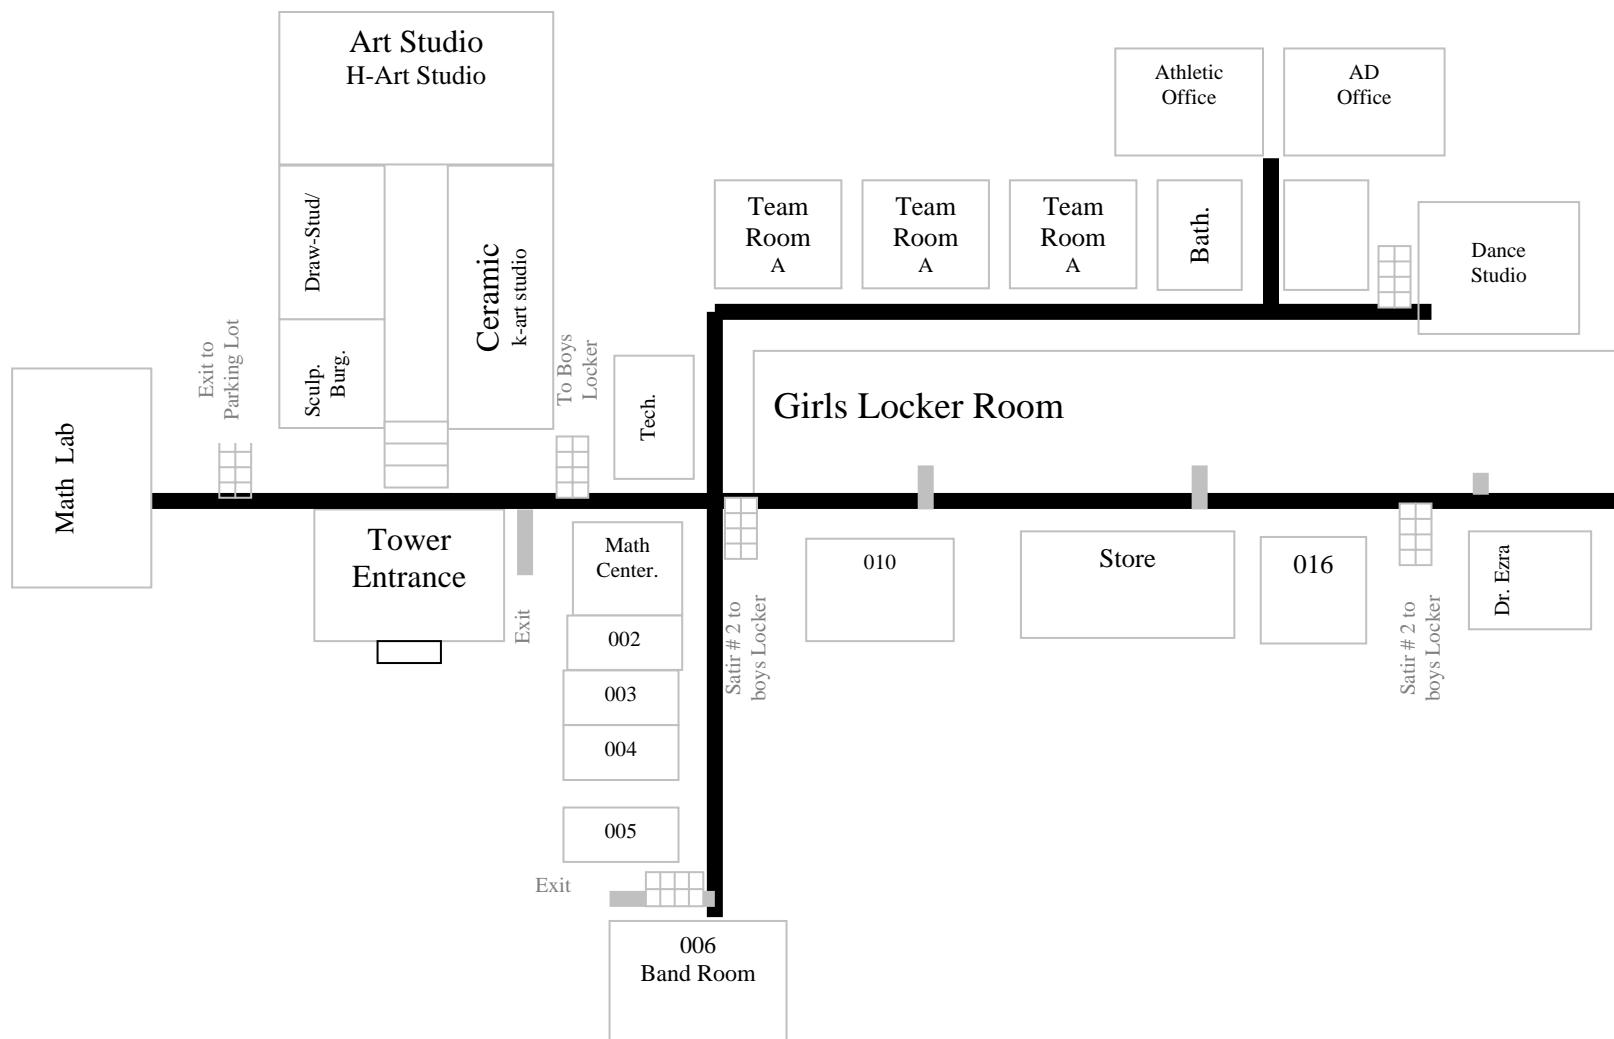 Art Studio
H-Art Studio
Athletic
Office
AD
Office
Draw-Stud/
Ceramic
k-art studio
Team
Room
A
Team
Room
A
Team
Room
A
Bath.
Dance
Studio
Exit to
Parking Lot
Sculp.
Burg.
To Boys
Locker
Tech.
Girls Locker Room
Math Lab
Tower
Entrance
Exit
Math
Center.
002
003
004
005
Exit
006
Band Room
Satir # 2 to
boys Locker
010
Store
016
Satir # 2 to
boys Locker
Dr. Ezra